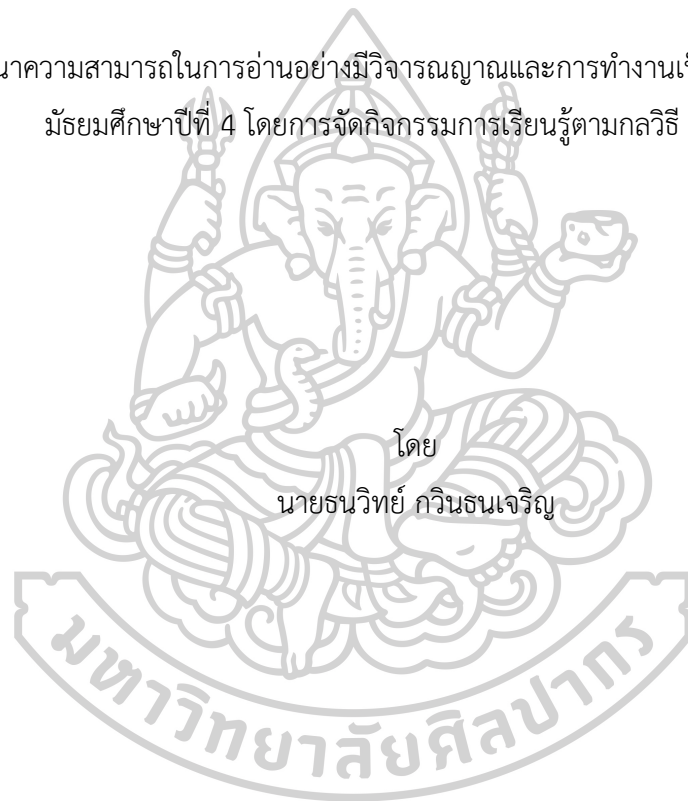 นาความสามารถในการอ่านอย่างมีวิจารณญาณและการทำงานเป็
มัธยมศึกษาปีที่ 4 โดยการจัดกิจกรรมการเรียนรู้ตามกลวิธี
โดย
นายธนวิทย์ กวินธนเจริญ
มหาวิทยาลัยศิลปากร